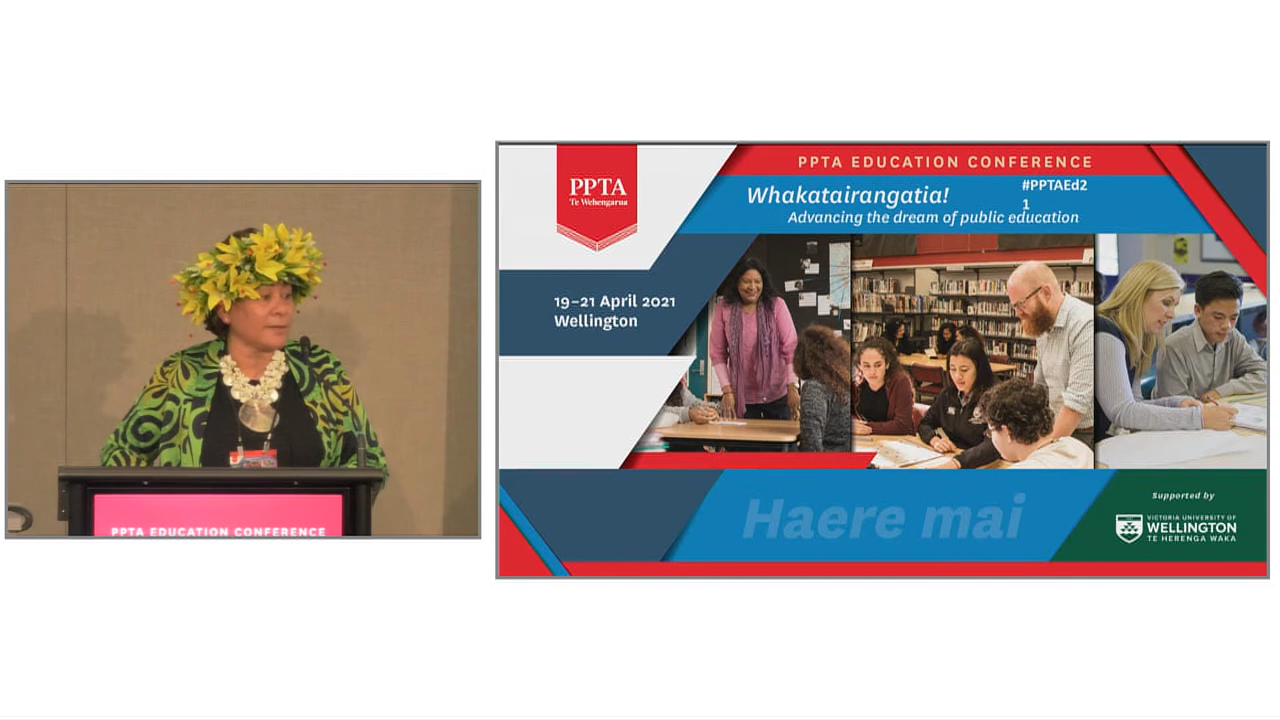 PPTA EDUCATION CONFERENCE
PPTA
Te Wehengarua
PPTA EDUCATION CONFERENCE
Whakatairangatia!
#PPTAEd2
1
Advancing the dream of public education
19–21 April 2021
Wellington
Haere mai
Supported by
VICTORIA UNIVERSITY OF
WELLINGTON
TE HERENGA WAKA